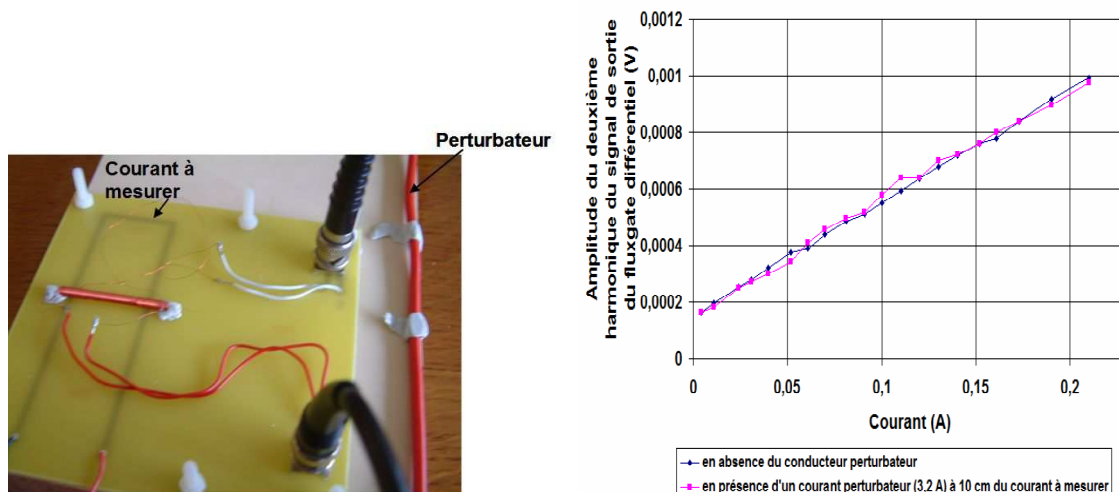 Perturbateur
Courant à
mesurer
Amplitude du deuxième
harmonique du signal de sortie
du fluxgate différentiel (V)
0,0012
0,001
0,0008
0,0006
0,0004
0,0002
0
0 0,05 0,1 0,15 0,2
Courant (A)
en absence du conducteur perturbateur
en présence d'un courant perturbateur (3,2 A) à 10 cm du courant à mesurer